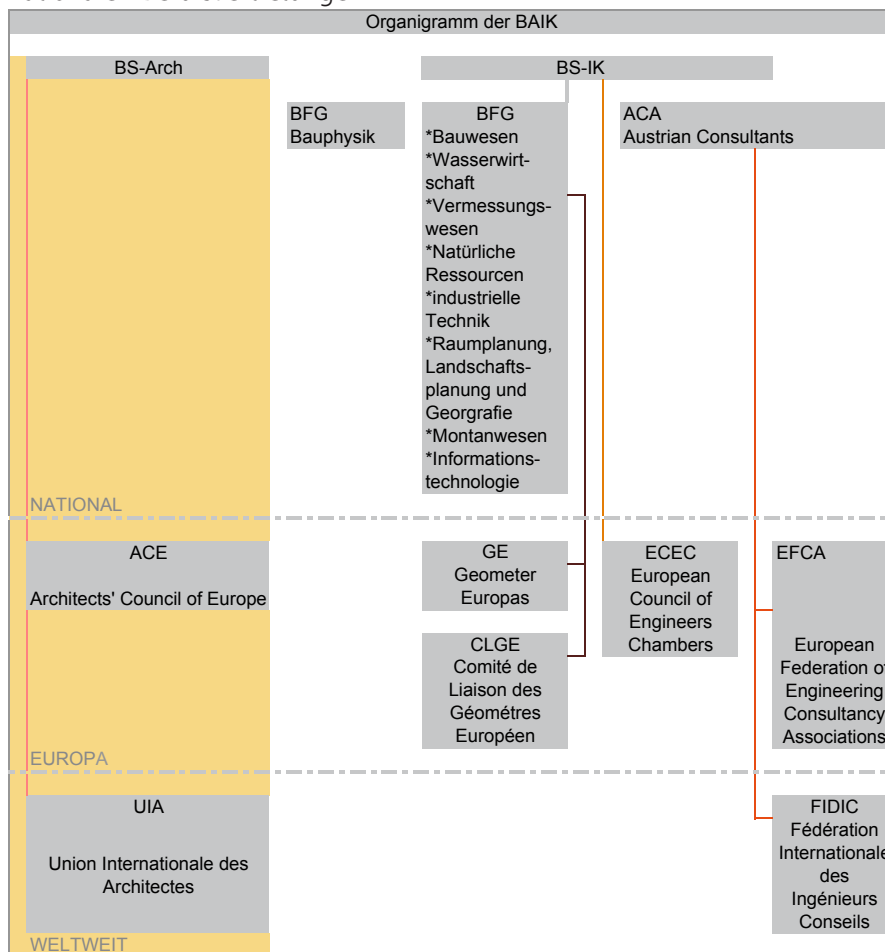 Organigramm der BAIK
BS-Arch
BS-IK
BFG
Bauphysik
BFG
*Bauwesen
*Wasserwirt-
schaft
*Vermessungs-
wesen
*Natürliche
Ressourcen
*industrielle
Technik
*Raumplanung,
Landschafts-
planung und
Georgrafie
*Montanwesen
*Informations-
technologie
ACA
Austrian Consultants
NATIONAL
ACE
Architects' Council of Europe
GE
Geometer
Europas
CLGE
Comité de
Liaison des
Géométres
Européen
ECEC
European
Council of
Engineers
Chambers
EFCA
European
Federation of
Engineering
Consultancy
Associations
EUROPA
UIA
Union Internationale des
Architectes
FIDIC
Fédération
Internationale
des
Ingénieurs
Conseils
WELTWEIT